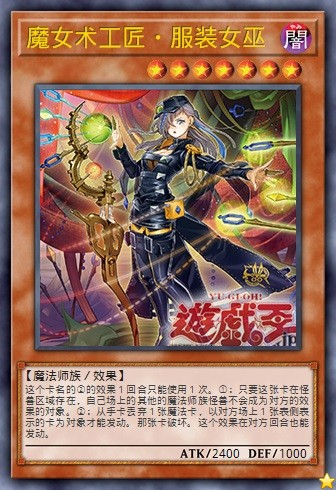 魔女术工匠·服装女巫
闇
YU-GI-OH!
遊戯王
【魔法师族／效果】
这个卡名的②的效果1回合只能使用1次。①：只要这张卡在怪
兽区域存在，自己场上的其他的魔法师族怪兽不会成为对方的效
果的对象。②：从手卡丢弃1张魔法卡，以对方场上1张表侧表
示的卡为对象才能发动。那张卡破坏。这个效果在对方回合也能
发动。
ATK/2400 DEF/1000